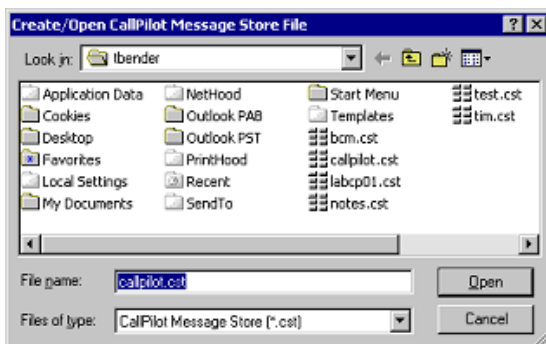 Create/Open CallPilot Message Store File
Look in: tbender
Application Data
Cookies
Desktop
Favorites
Local Settings
My Documents
NetHood
Outlook PAB
Outlook PST
PrintHood
Recent
SendTo
Start Menu
Templates
bcm.cst
callpilot.cst
labcp01.cst
notes.cst
test.cst
tim.cst
File name: callpilot.cst Open
Files of type: CallPilot Message Store (*.cst) Cancel